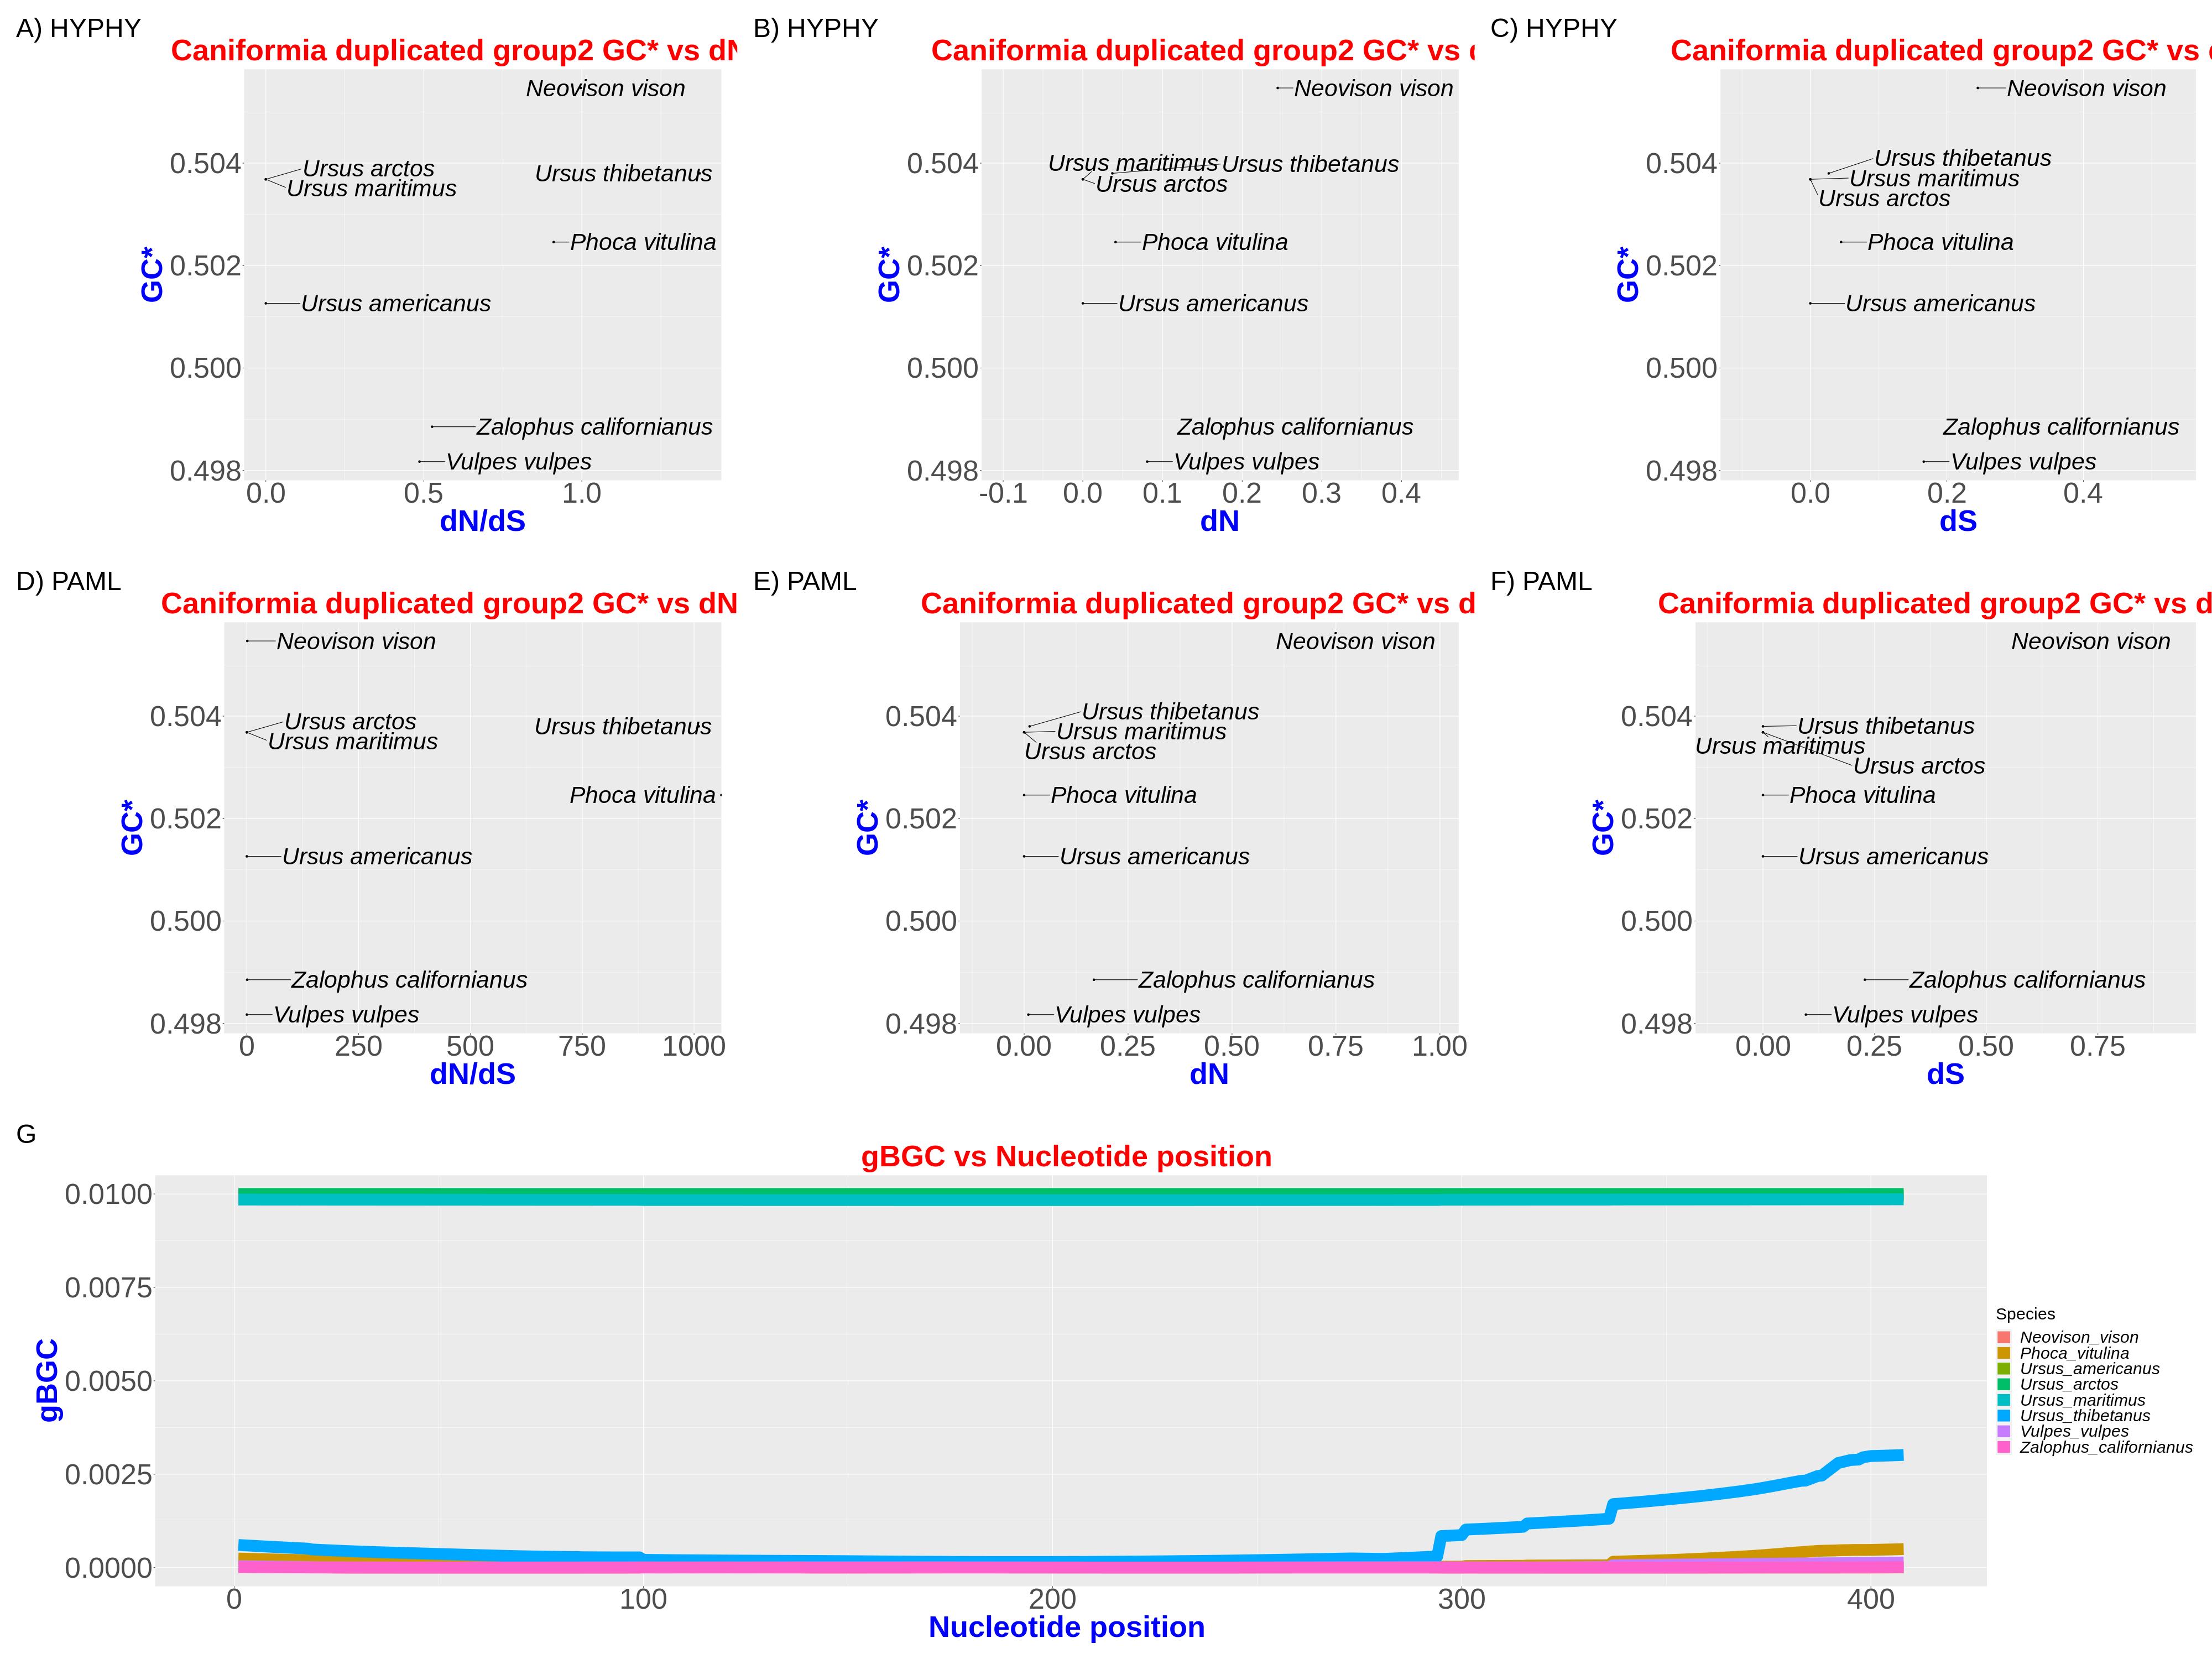 A) HYPHY
Caniformia duplicated group2 GC* vs dN
Neovison vison
Ursus arctos
Ursus maritimus
Ursus thibetanus
Phoca vitulina
Ursus americanus
Zalophus californianus
Vulpes vulpes
0.504
0.502
0.500
0.498
GC*
0.0 0.5 1.0
dN/dS
B) HYPHY
Caniformia duplicated group2 GC* vs
Neovison vison
Ursus maritimus
Ursus thibetanus
Ursus arctos
Phoca vitulina
Ursus americanus
Zalophus californianus
Vulpes vulpes
0.504
0.502
0.500
0.498
GC*
-0.1 0.0 0.1 0.2 0.3 0.4
dN
C) HYPHY
Caniformia duplicated group2 GC* vs
Neovison vison
Ursus thibetanus
Ursus maritimus
Ursus arctos
Phoca vitulina
Ursus americanus
Zalophus californianus
Vulpes vulpes
0.504
0.502
0.500
0.498
GC*
0.0 0.2 0.4
dS
D) PAML
Caniformia duplicated group2 GC* vs dN
Neovison vison
Ursus arctos
Ursus maritimus
Ursus thibetanus
Phoca vitulina
Ursus americanus
Zalophus californianus
Vulpes vulpes
0.504
0.502
0.500
0.498
GC*
0 250 500 750 1000
dN/dS
E) PAML
Caniformia duplicated group2 GC* vs d
Neovison vison
Ursus thibetanus
Ursus maritimus
Ursus arctos
Phoca vitulina
Ursus americanus
Zalophus californianus
Vulpes vulpes
0.504
0.502
0.500
0.498
GC*
0.00 0.25 0.50 0.75 1.00
dN
F) PAML
Caniformia duplicated group2 GC* vs d
Neovison vison
Ursus thibetanus
Ursus maritimus
Ursus arctos
Phoca vitulina
Ursus americanus
Zalophus californianus
Vulpes vulpes
0.504
0.502
0.500
0.498
GC*
0.00 0.25 0.50 0.75
dS
G
gBGC vs Nucleotide position
0.0100
0.0075
0.0050
0.0025
0.0000
gBGC
0 100 200 300 400
Nucleotide position
Species
Neovison_vison
Phoca_vitulina
Ursus_americanus
Ursus_arctos
Ursus_maritimus
Ursus_thibetanus
Vulpes_vulpes
Zalophus_californianus